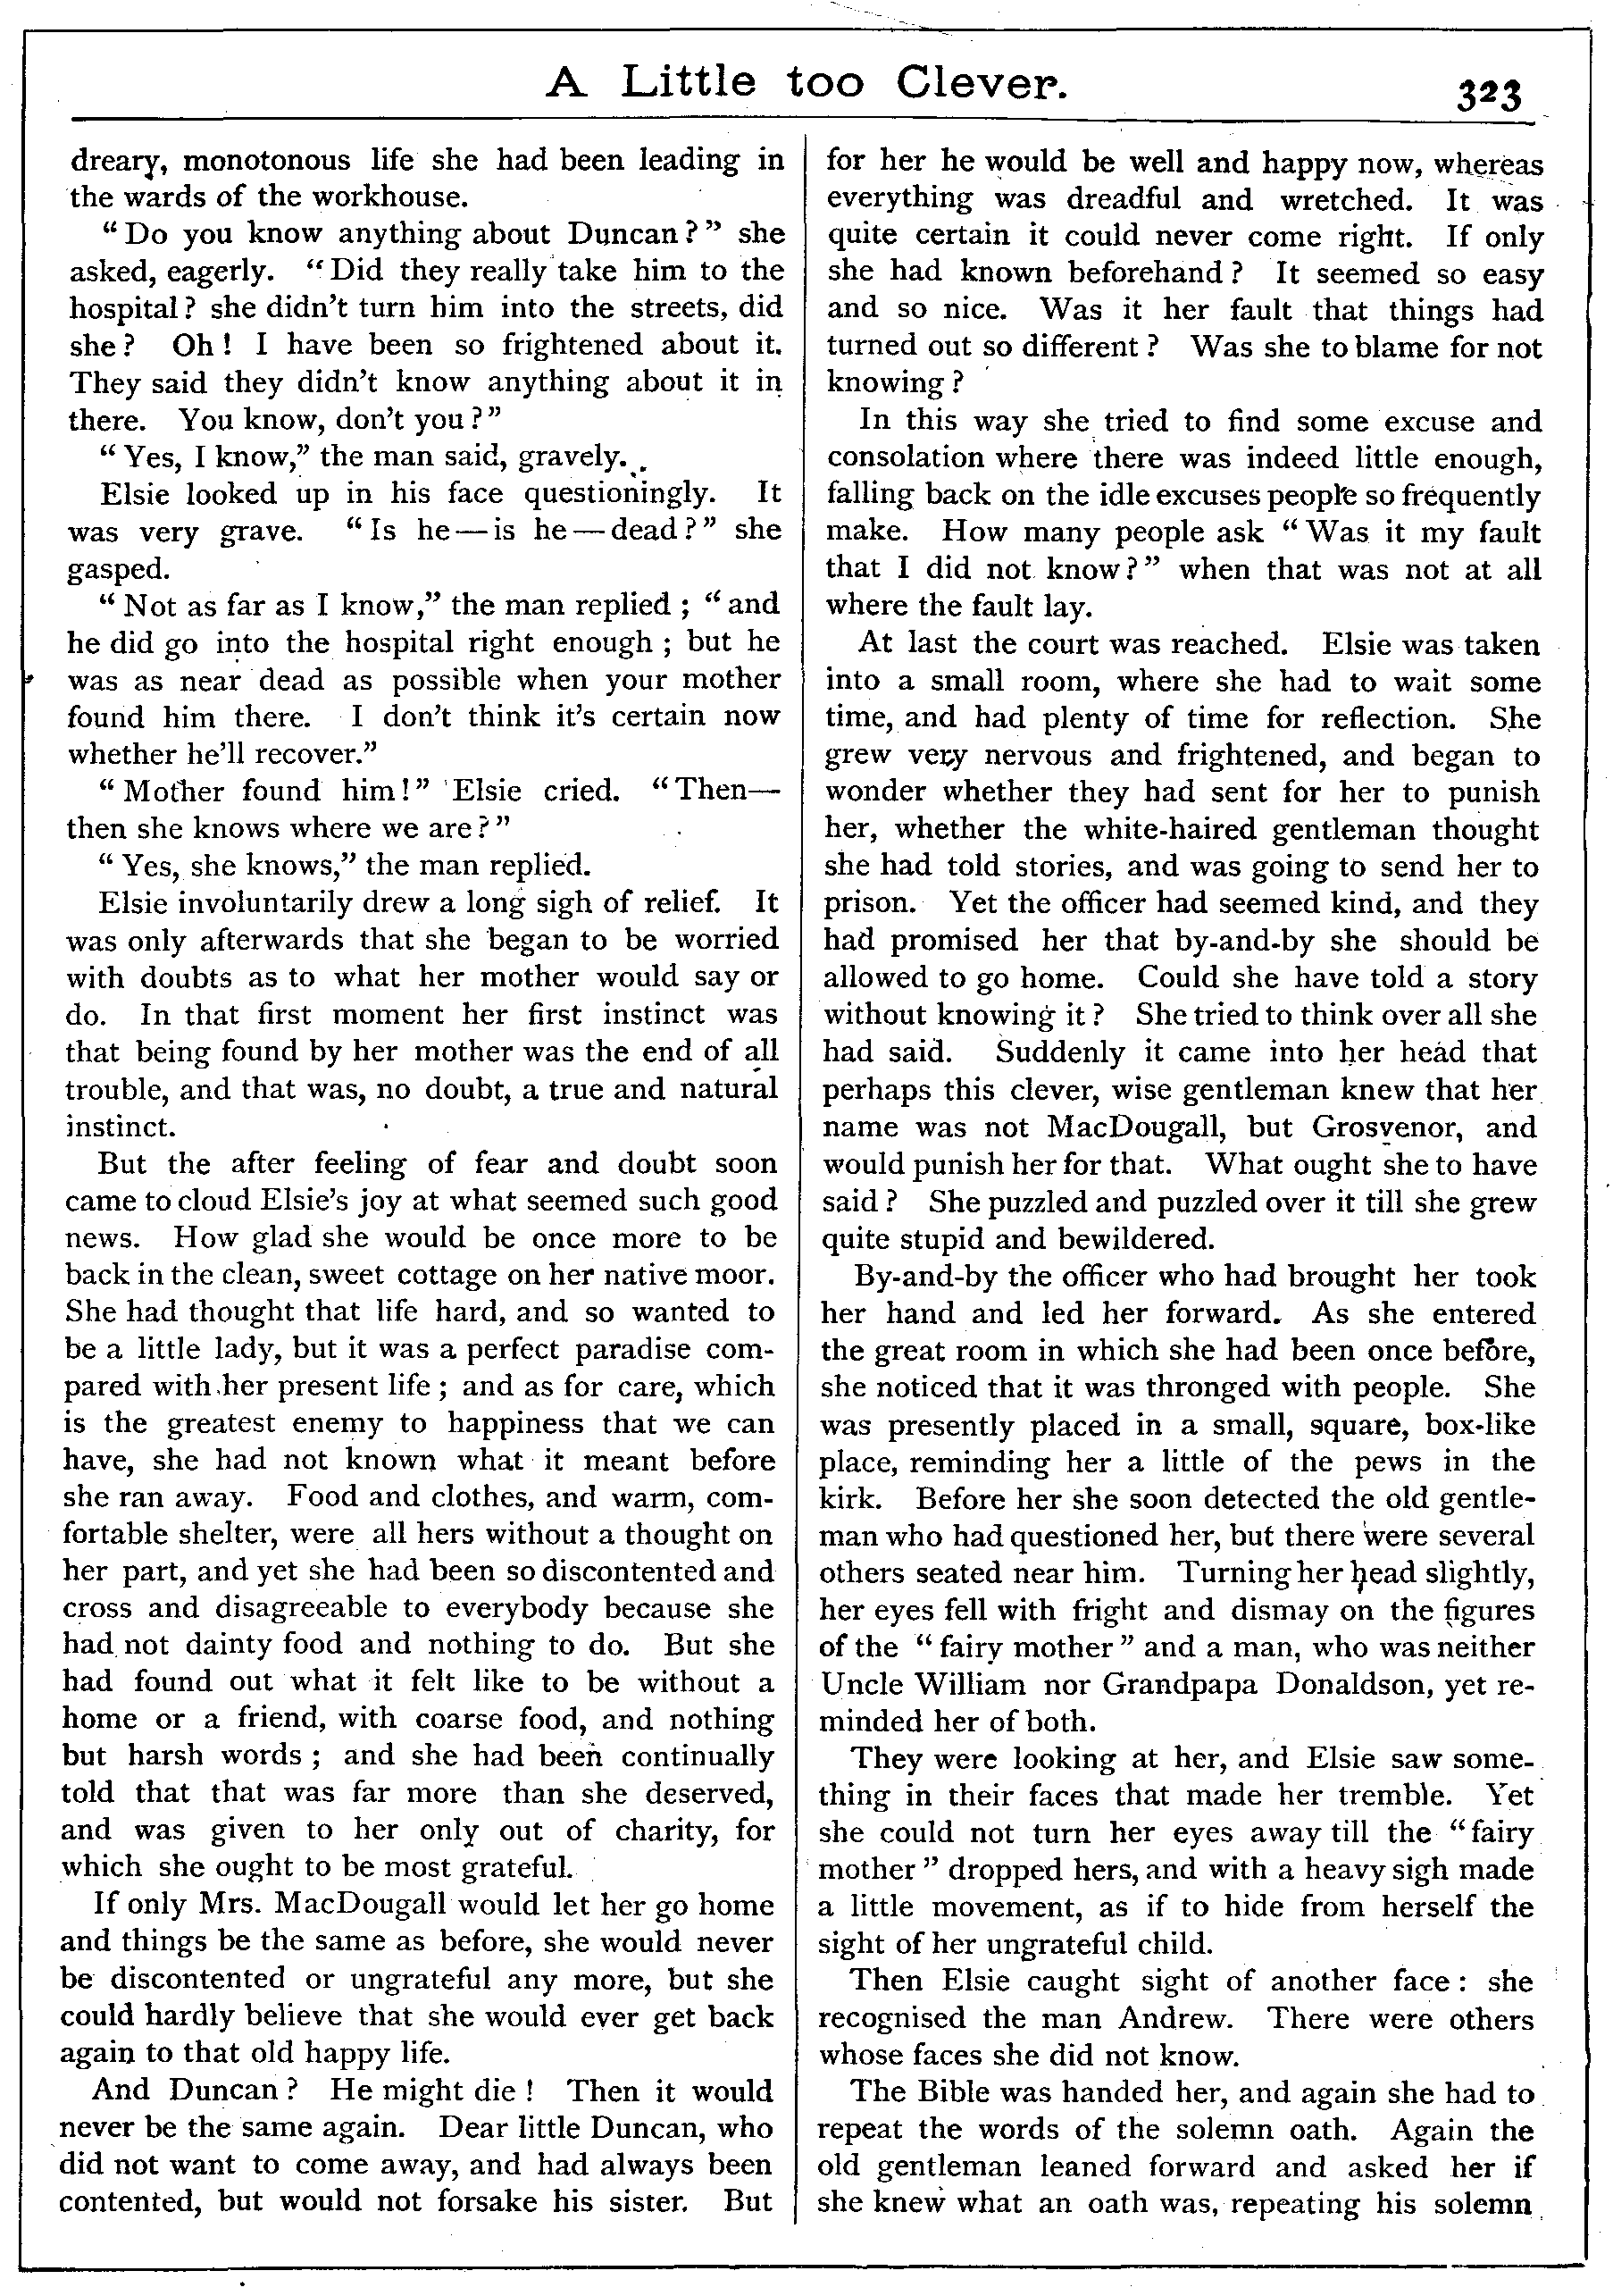 A Little too Clever.
323
dreary, monotonous life she had been leading in
the wards of the workhouse.
“Do you know anything about Duncan?” she
asked, eagerly. “Did they really take him to the
hospital? she didn't turn him into the streets, did
she? Oh! I have been so frightened about it.
They said they didn't know anything about it in
there. You know, don't you?”
“Yes, I know,” the man said, gravely.
Elsie looked up in his face questioningly. It
was very grave. “Is he—is he—dead?” she
gasped.
“Not as far as I know,” the man replied; “and
he did go into the hospital right enough; but he
was as near dead as possible when your mother
found him there. I don't think it's certain now
whether he'll recover.”
“Mother found him!” Elsie cried. “Then—
then she knows where we are?”
“Yes, she knows,” the man replied.
Elsie involuntarily drew a long sigh of relief. It
was only afterwards that she began to be worried
with doubts as to what her mother would say or
do. In that first moment her first instinct was
that being found by her mother was the end of all
trouble, and that was, no doubt, a true and natural
instinct.
But the after feeling of fear and doubt soon
came to cloud Elsie's joy at what seemed such good
news. How glad she would be once more to be
back in the clean, sweet cottage on her native moor.
She had thought that life hard, and so wanted to
be a little lady, but it was a perfect paradise com-
pared with her present life; and as for care, which
is the greatest enemy to happiness that we can
have, she had not known what it meant before
she ran away. Food and clothes, and warm, com-
fortable shelter, were all hers without a thought on
her part, and yet she had been so discontented and
cross and disagreeable to everybody because she
had not dainty food and nothing to do. But she
had found out what it felt like to be without a
home or a friend, with coarse food, and nothing
but harsh words; and she had been continually
told that that was far more than she deserved,
and was given to her only out of charity, for
which she ought to be most grateful.
If only Mrs. MacDougall would let her go home
and things be the same as before, she would never
be discontented or ungrateful any more, but she
could hardly believe that she would ever get back
again to that old happy life.
And Duncan? He might die! Then it would
never be the same again. Dear little Duncan, who
did not want to come away, and had always been
contented, but would not forsake his sister. But
for her he would be well and happy now, whereas
everything was dreadful and wretched. It was
quite certain it could never come right. If only
she had known beforehand? It seemed so easy
and so nice. Was it her fault that things had
turned out so different? Was she to blame for not
knowing?
In this way she tried to find some excuse and
consolation where there was indeed little enough,
falling back on the idle excuses people so frequently
make. How many people ask “Was it my fault
that I did not know?” when that was not at all
where the fault lay.
At last the court was reached. Elsie was taken
into a small room, where she had to wait some
time, and had plenty of time for reflection. She
grew very nervous and frightened, and began to
wonder whether they had sent for her to punish
her, whether the white-haired gentleman thought
she had told stories, and was going to send her to
prison. Yet the officer had seemed kind, and they
had promised her that by-and-by she should be
allowed to go home. Could she have told a story
without knowing it? She tried to think over all she
had said. Suddenly it came into her head that
perhaps this clever, wise gentleman knew that her
name was not MacDougall, but Grosvenor, and
would punish her for that. What ought she to have
said? She puzzled and puzzled over it till she grew
quite stupid and bewildered.
By-and-by the officer who had brought her took
her hand and led her forward. As she entered
the great room in which she had been once before,
she noticed that it was thronged with people. She
was presently placed in a small, square, box-like
place, reminding her a little of the pews in the
kirk. Before her she soon detected the old gentle-
man who had questioned her, but there were several
others seated near him. Turning her head slightly,
her eyes fell with fright and dismay on the figures
of the “fairy mother” and a man, who was neither
Uncle William nor Grandpapa Donaldson, yet re-
minded her of both.
They were looking at her, and Elsie saw some-
thing in their faces that made her tremble. Yet
she could not turn her eyes away till the “fairy
mother” dropped hers, and with a heavy sigh made
a little movement, as if to hide from herself the
sight of her ungrateful child.
Then Elsie caught sight of another face: she
recognised the man Andrew. There were others
whose faces she did not know.
The Bible was handed her, and again she had to
repeat the words of the solemn oath. Again the
old gentleman leaned forward and asked her if
she knew what an oath was, repeating his solemn